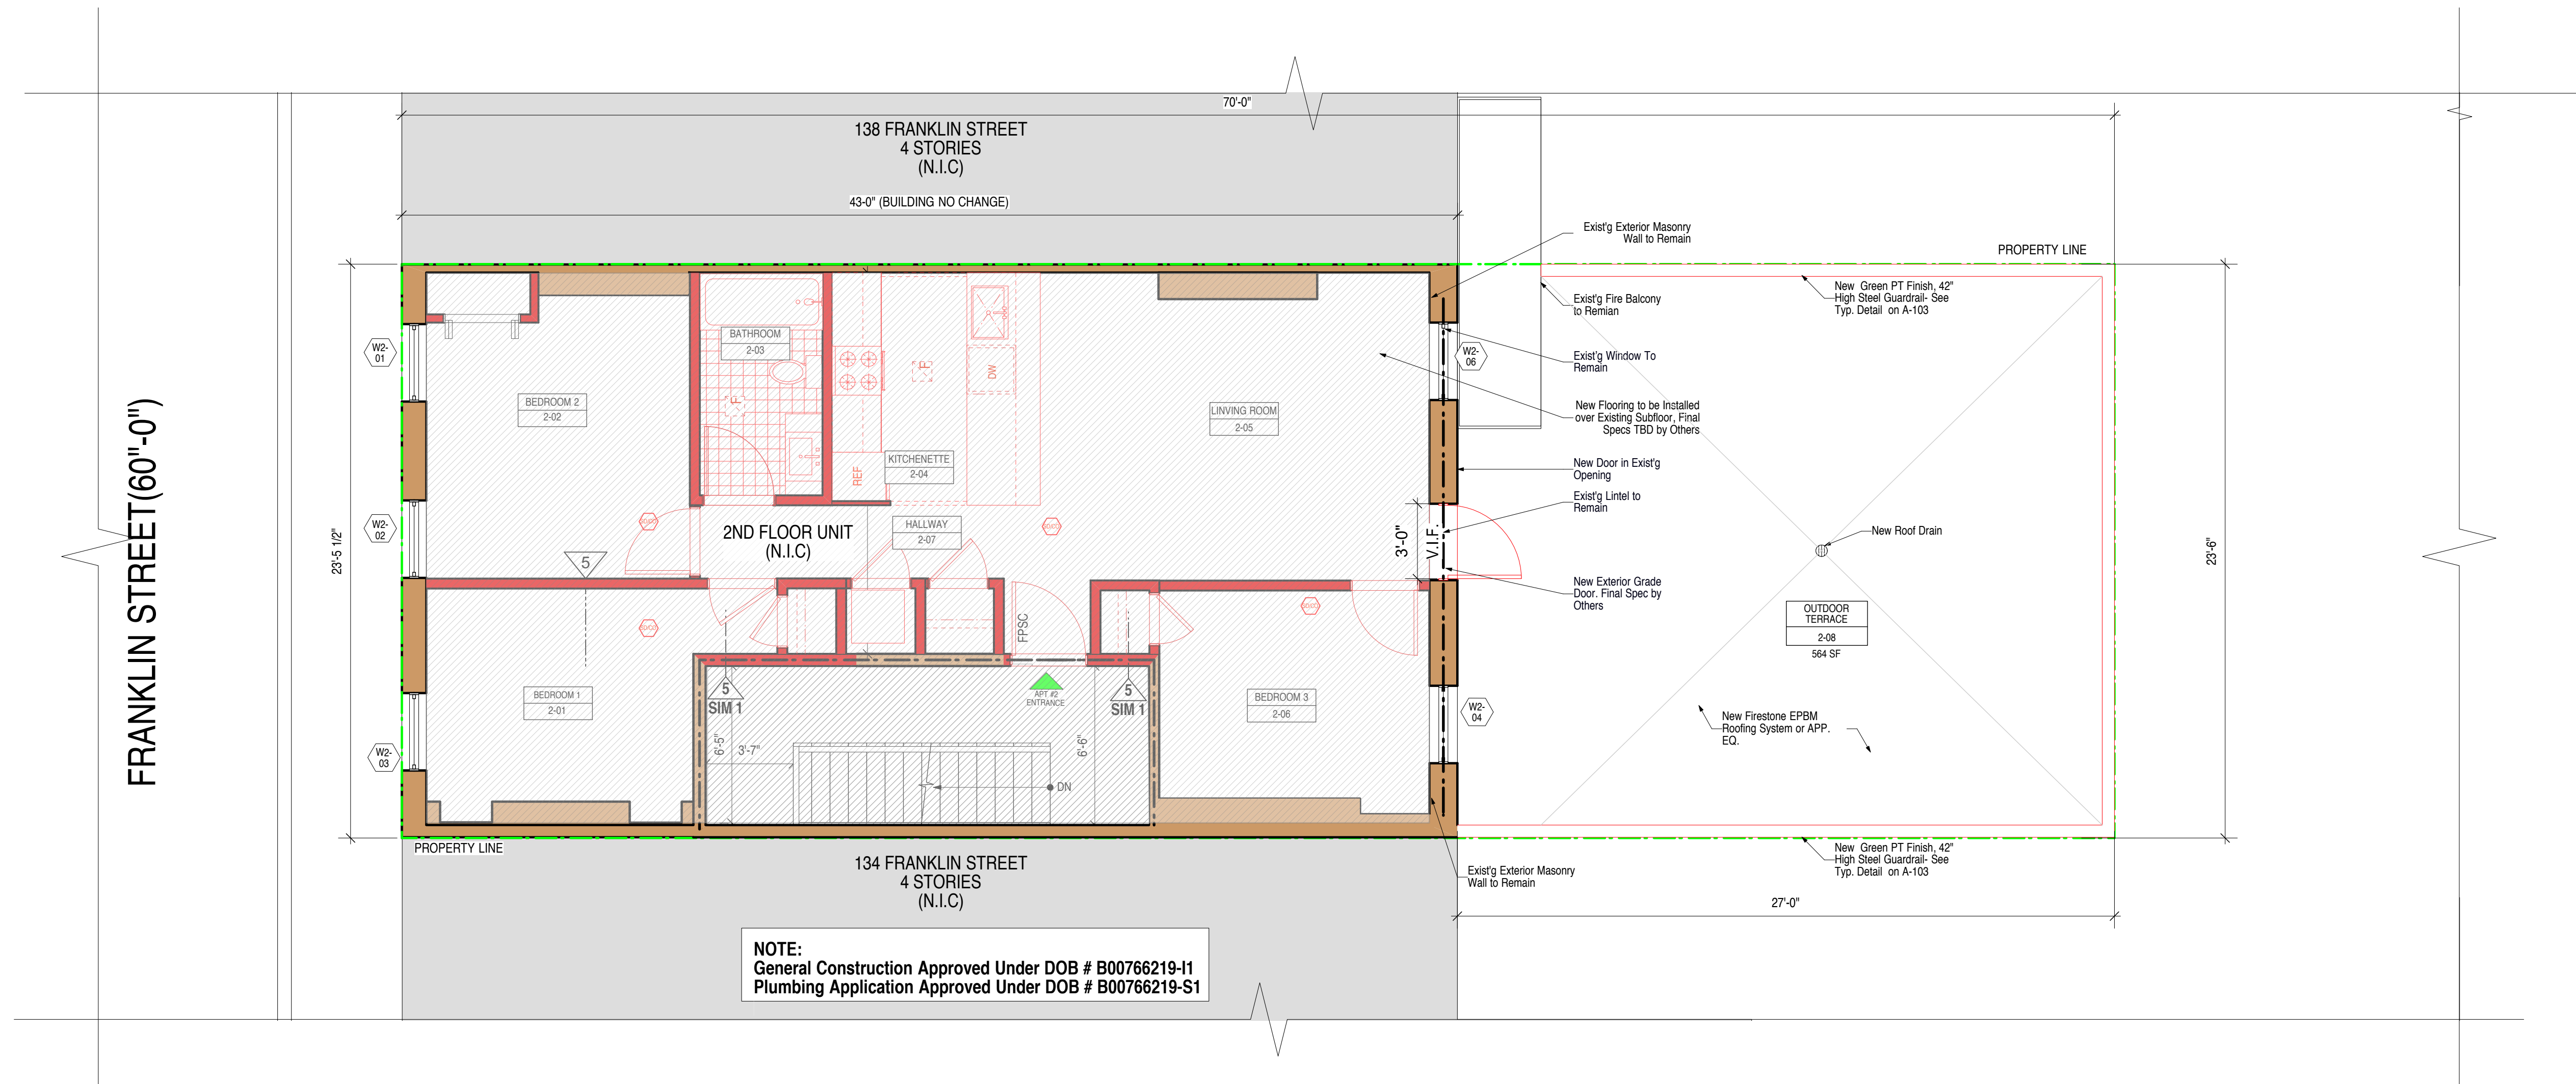 70'-0"
138 FRANKLIN STREET
4 STORIES
(N.I.C)
43-0" (BUILDING NO CHANGE)
Exist'g Exterior Masonry
Wall to Remain
PROPERTY LINE
New Green PT Finish, 42"
High Steel Guardrail- See
Typ. Detail on A-103
Exist'g Fire Balcony
to Remian
Exist'g Window To
Remain
New Flooring to be Installed
over Existing Subfloor, Final
Specs TBD by Others
New Door in Exist'g
Opening
Exist'g Lintel to
Remain
New Exterior Grade
Door. Final Spec by
Others
New Roof Drain
OUTDOOR
TERRACE
2-08
564 SF
New Firestone EPBM
Roofing System or APP.
EQ.
23'-6"
FRANKLIN STREET(60"-0")
23'-5 1/2"
W2-
01
W2-
02
W2-
03
W2-
06
W2-
04
BEDROOM 2
2-02
BATHROOM
2-03
F
F
DW
REF
KITCHENETTE
2-04
LINVING ROOM
2-05
HALLWAY
2-07
2ND FLOOR UNIT
(N.I.C)
SD/CO
SD/CO
SD/CO
SD/CO
3'-0"
V.I.F.
5
FPSC
BEDROOM 1
2-01
5
SIM 1
APT #2
ENTRANCE
5
SIM 1
BEDROOM 3
2-06
6'-5"
3'-7"
6'-6"
DN
PROPERTY LINE
134 FRANKLIN STREET
4 STORIES
(N.I.C)
Exist'g Exterior Masonry
Wall to Remain
New Green PT Finish, 42"
High Steel Guardrail- See
Typ. Detail on A-103
27'-0"
NOTE:
General Construction Approved Under DOB # B00766219-I1
Plumbing Application Approved Under DOB # B00766219-S1